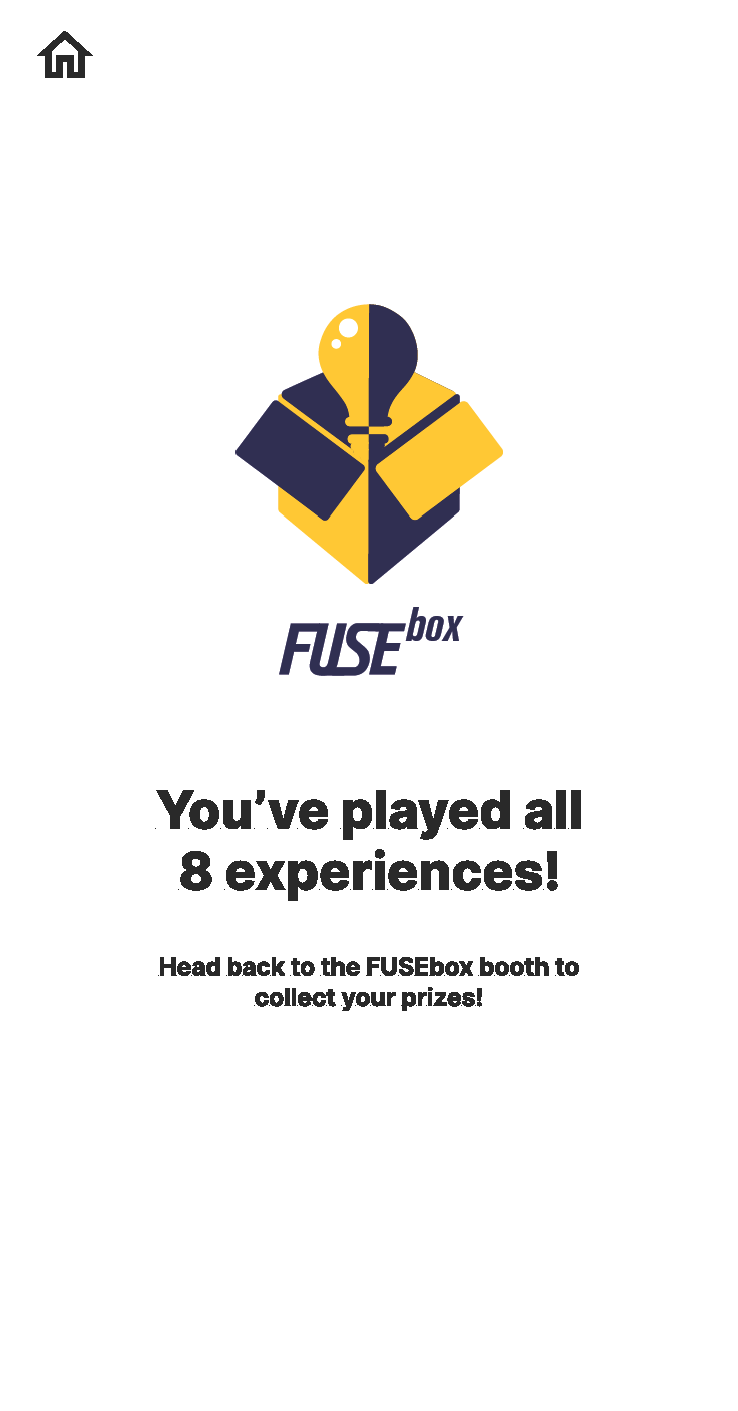 FUSEbox
You’ve played all
8 experiences!
Head back to the FUSEbox booth to
collect your prizes!